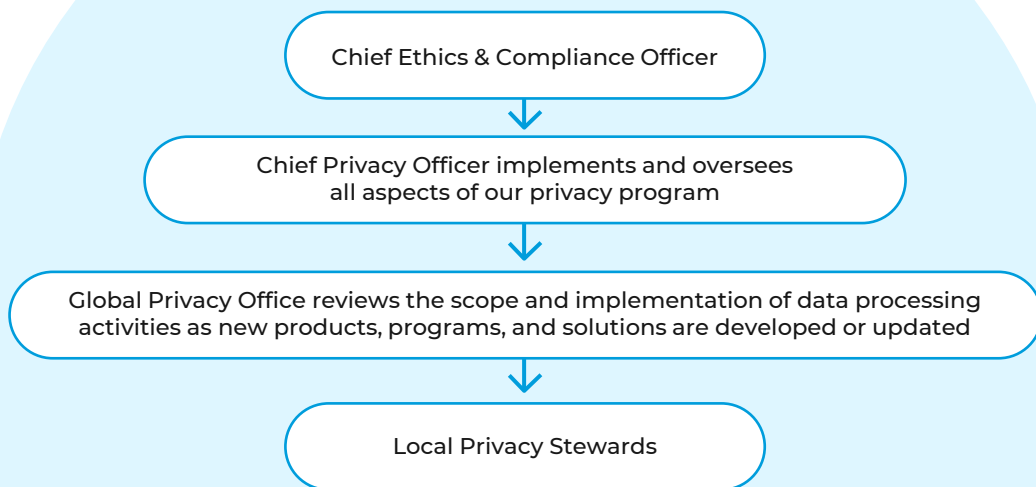 Chief Ethics & Compliance Officer
Chief Privacy Officer implements and oversees
all aspects of our privacy program
Global Privacy Office reviews the scope and implementation of data processing
activities as new products, programs, and solutions are developed or updated
Local Privacy Stewards